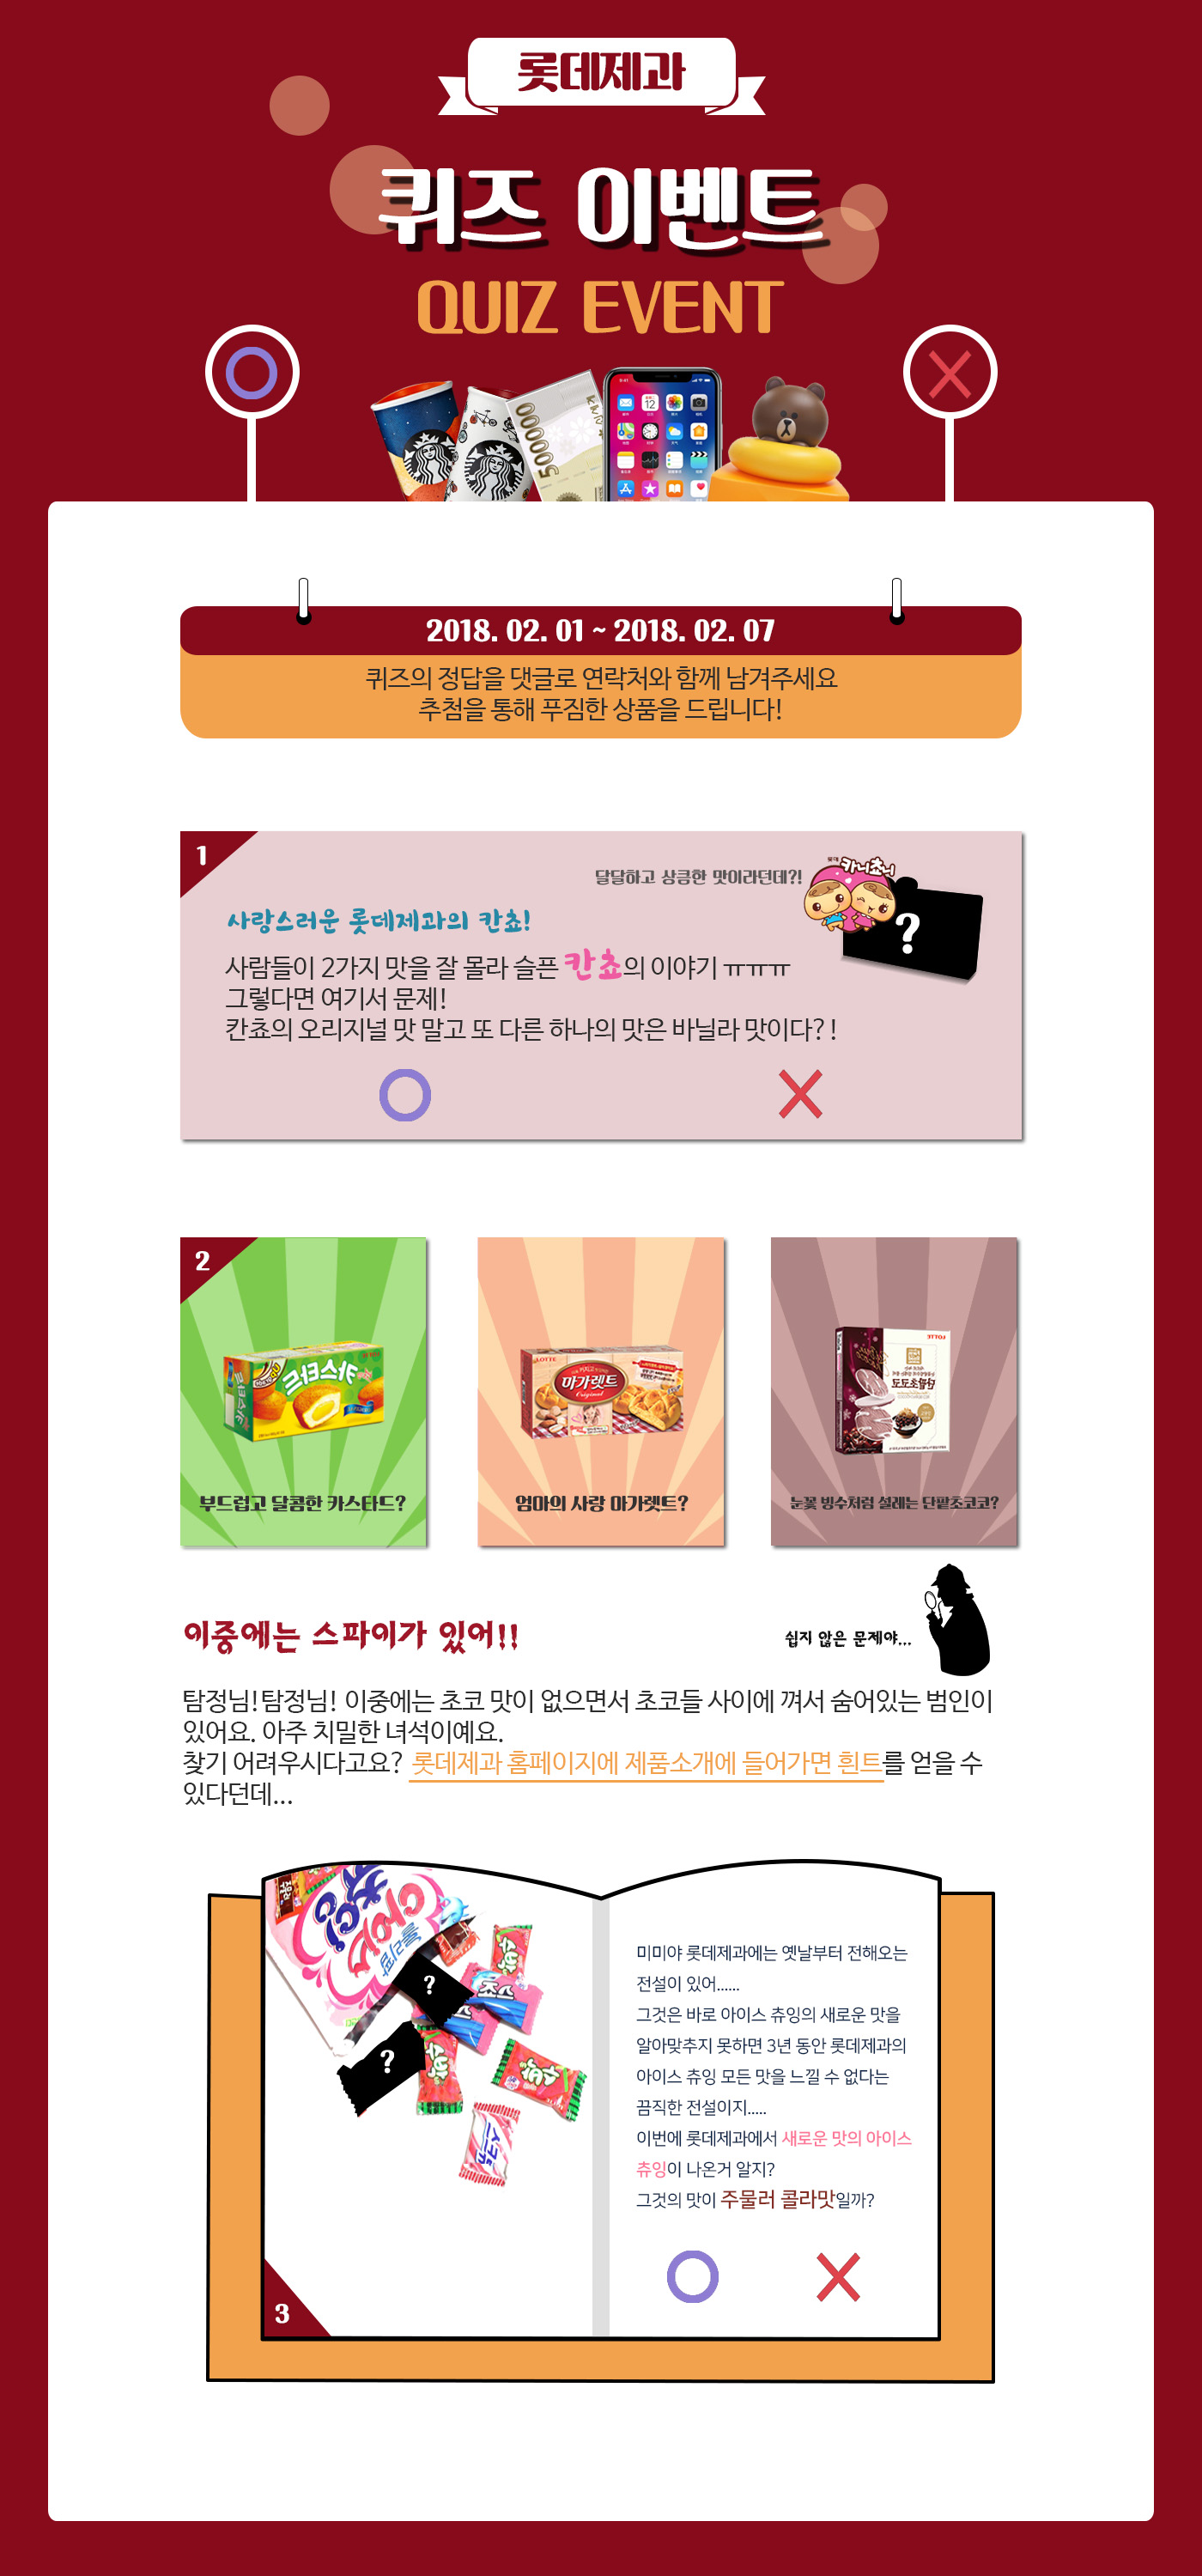 롯데제과
퀴즈 이벤트
QUIZ EVENT
50000
2018. 02. 01 ~ 2018. 02. 07
퀴즈의 정답을 댓글로 연락처와 함께 남겨주세요
추첨을 통해 푸짐한 상품을 드립니다!
1
달달하고 상큼한 맛이라던데?!
롯데 카니쵸니
?
사랑스러운 롯데제과의 칸쵸!
사람들이 2가지 맛을 잘 몰라 슬픈 칸쵸의 이야기 ㅠㅠㅠ
그렇다면 여기서 문제!
칸쵸의 오리지널 맛 말고 또 다른 하나의 맛은 바닐라 맛이다?!
2
카스타드
LOTTE
마가렛트
Original
LOTTE
단팥초코코
부드럽고 달콤한 카스타드?
엄마의 사랑 마가렛트?
눈꽃 빙수처럼 설레는 단팥초코코?
이중에는 스파이가 있어!!
쉽지 않은 문제야...
탐정님!탐정님! 이중에는 초코 맛이 없으면서 초코들 사이에 껴서 숨어있는 범인이
있어요. 아주 치밀한 녀석이예요.
찾기 어려우시다고요? 롯데제과 홈페이지에 제품소개에 들어가면 흰트를 얻을 수
있다던데...
수박
?
?
수박
수박
미미야 롯데제과에는 옛날부터 전해오는
전설이 있어......
그것은 바로 아이스 츄잉의 새로운 맛을
알아맞추지 못하면 3년 동안 롯데제과의
아이스 츄잉 모든 맛을 느낄 수 없다는
끔직한 전설이지.....
이번에 롯데제과에서 새로운 맛의 아이스
츄잉이 나온거 알지?
그것의 맛이 주물러 콜라맛일까?
3